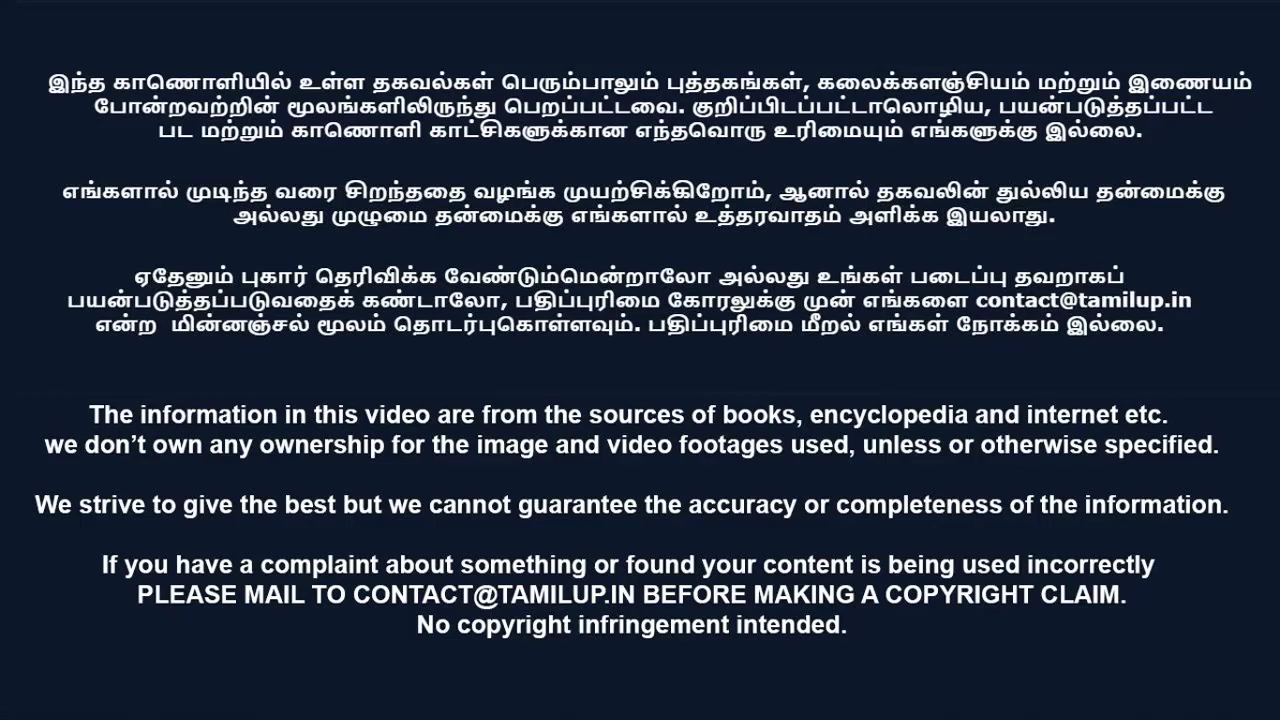 இந்த காணொளியில் உள்ள தகவல்கள் பெரும்பாலும் புத்தகங்கள், கலைக்களஞ்சியம் மற்றும் இணையம்
போன்றவற்றின் மூலங்களிலிருந்து பெறப்பட்டவை. குறிப்பிடப்பட்டாலொழிய, பயன்படுத்தப்பட்ட
பட மற்றும் காணொளி காட்சிகளுக்கான எந்தவொரு உரிமையும் எங்களுக்கு இல்லை.
எங்களால் முடிந்த வரை சிறந்ததை வழங்க முயற்சிக்கிறோம், ஆனால் தகவலின் துல்லிய தன்மைக்கு
அல்லது முழுமை தன்மைக்கு எங்களால் உத்தரவாதம் அளிக்க இயலாது.
ஏதேனும் புகார் தெரிவிக்க வேண்டும்மென்றாலோ அல்லது உங்கள் படைப்பு தவறாகப்
பயன்படுத்தப்படுவதைக் கண்டாலோ, பதிப்புரிமை கோரலுக்கு முன் எங்களை contact@tamilup.in
என்ற மின்னஞ்சல் மூலம் தொடர்புகொள்ளவும். பதிப்புரிமை மீறல் எங்கள் நோக்கம் இல்லை.
The information in this video are from the sources of books, encyclopedia and internet etc.
we don’t own any ownership for the image and video footages used, unless or otherwise specified.
We strive to give the best but we cannot guarantee the accuracy or completeness of the information.
If you have a complaint about something or found your content is being used incorrectly
PLEASE MAIL TO CONTACT@TAMILUP.IN BEFORE MAKING A COPYRIGHT CLAIM.
No copyright infringement intended.